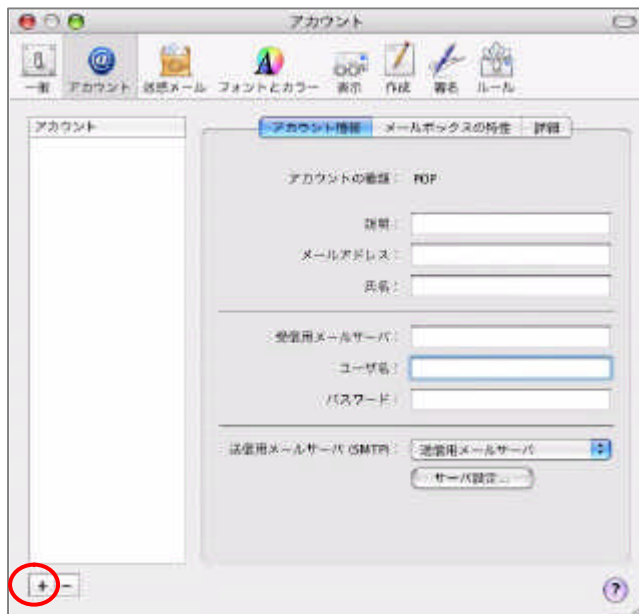 アカウント
一般 アカウント 迷惑メール フォントとカラー 表示 作成 署名 ルール
アカウント
アカウント情報 メールボックスの特性 詳細
アカウントの種類： POP
説明：
メールアドレス：
氏名：
受信用メールサーバ：
ユーザ名：
パスワード：
送信用メールサーバ (SMTP)： 送信用メールサーバ
サーバ設定...
+ − ?